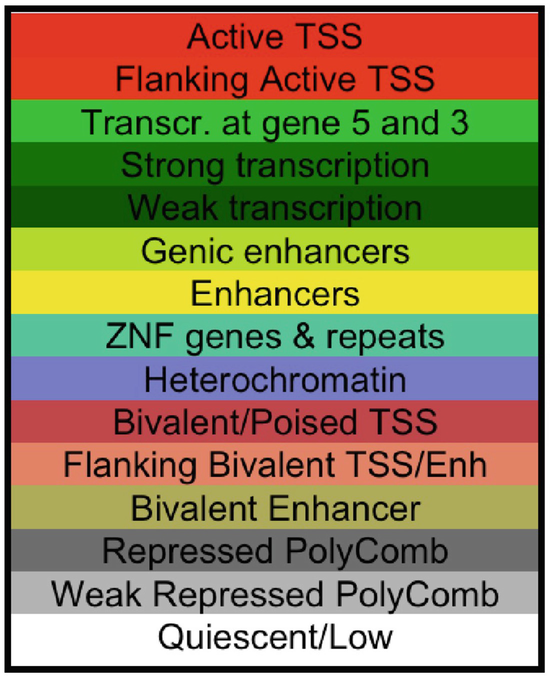 Active TSS
Flanking Active TSS
Transcr. at gene 5 and 3
Strong transcription
Weak transcription
Genic enhancers
Enhancers
ZNF genes & repeats
Heterochromatin
Bivalent/Poised TSS
Flanking Bivalent TSS/Enh
Bivalent Enhancer
Repressed PolyComb
Weak Repressed PolyComb
Quiescent/Low